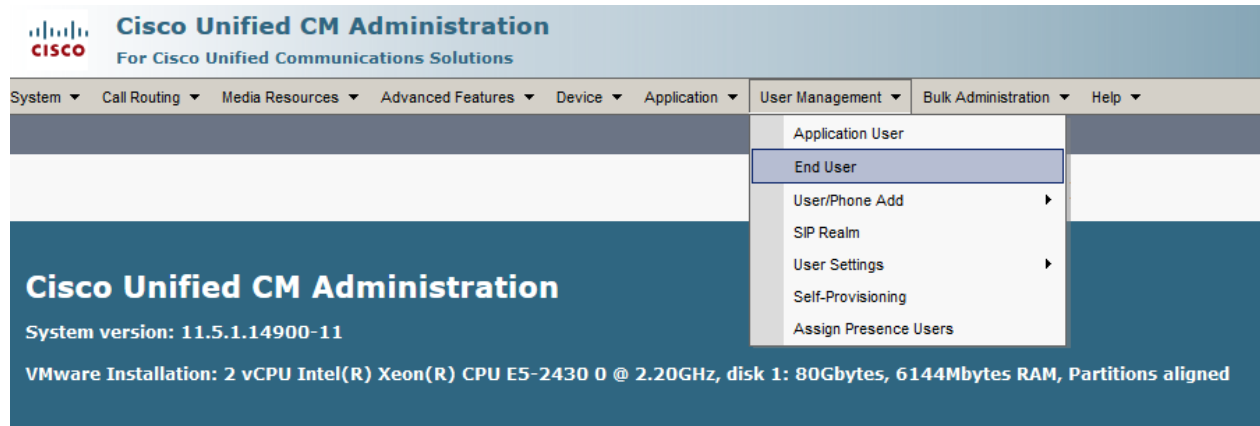 Cisco Unified CM Administration
CISCO
For Cisco Unified Communications Solutions
System Call Routing Media Resources Advanced Features Device Application User Management Bulk Administration Help
Application User
End User
User/Phone Add
SIP Realm
User Settings
Self-Provisioning
Assign Presence Users
Cisco Unified CM Administration
System version: 11.5.1.14900-11
VMware Installation: 2 vCPU Intel(R) Xeon(R) CPU E5-2430 0 @ 2.20GHz, disk 1: 80Gbytes, 6144Mbytes RAM, Partitions aligned